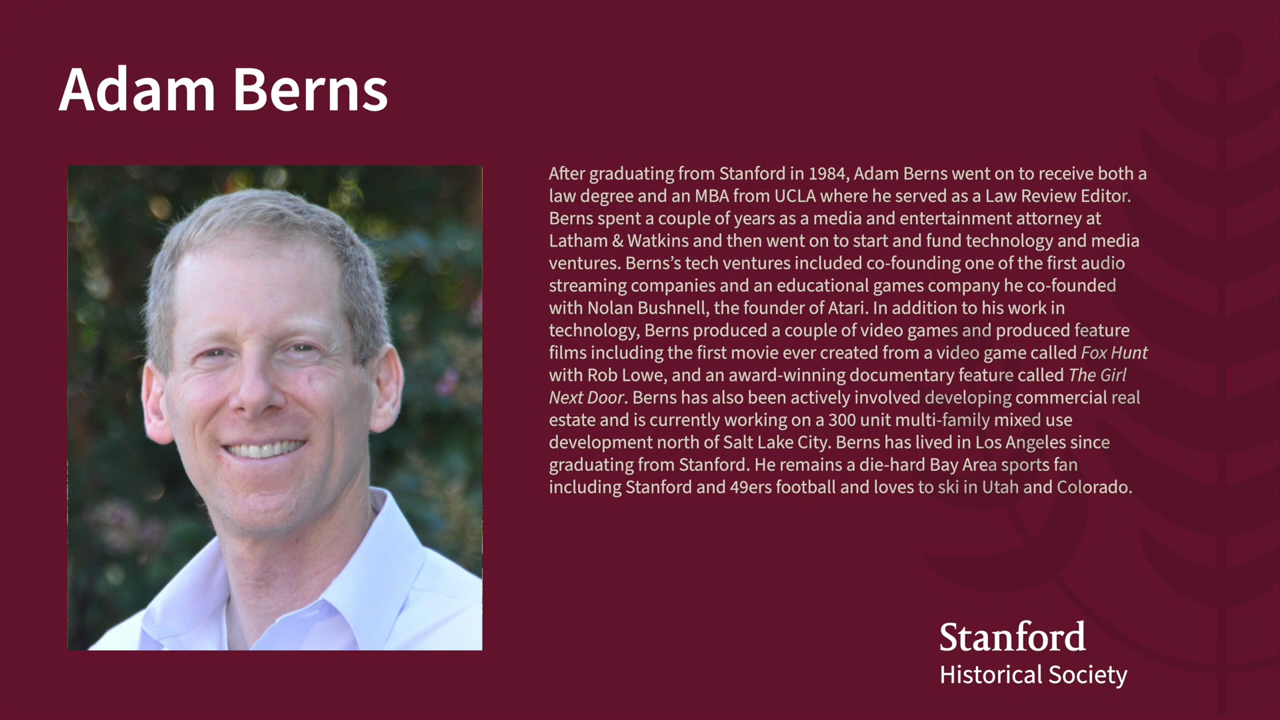 Adam Berns
After graduating from Stanford in 1984, Adam Berns went on to receive both a
law degree and an MBA from UCLA where he served as a Law Review Editor.
Berns spent a couple of years as a media and entertainment attorney at
Latham & Watkins and then went on to start and fund technology and media
ventures. Berns’s tech ventures included co-founding one of the first audio
streaming companies and an educational games company he co-founded
with Nolan Bushnell, the founder of Atari. In addition to his work in
technology, Berns produced a couple of video games and produced feature
films including the first movie ever created from a video game called Fox Hunt
with Rob Lowe, and an award-winning documentary feature called The Girl
Next Door. Berns has also been actively involved developing commercial real
estate and is currently working on a 300 unit multi-family mixed use
development north of Salt Lake City. Berns has lived in Los Angeles since
graduating from Stanford. He remains a die-hard Bay Area sports fan
including Stanford and 49ers football and loves to ski in Utah and Colorado.
Stanford
Historical Society